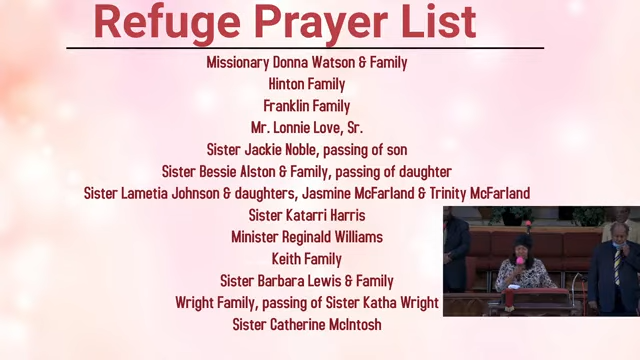 Refuge Prayer List
Missionary Donna Watson & Family
Hinton Family
Franklin Family
Mr. Lonnie Love, Sr.
Sister Jackie Noble, passing of son
Sister Bessie Alston & Family, passing of daughter
Sister Lametia Johnson & daughters, Jasmine McFarland & Trinity McFarland
Sister Katarri Harris
Minister Reginald Williams
Keith Family
Sister Barbara Lewis & Family
Wright Family, passing of Sister Katha Wright
Sister Catherine McIntosh